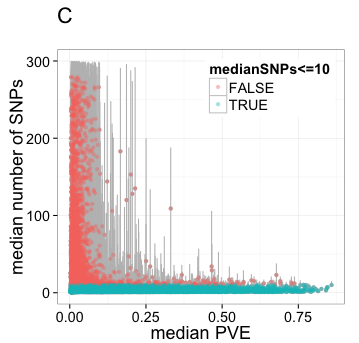 C
medianSNPs<=10
FALSE
TRUE
median number of SNPs
300
200
100
0
0.00 0.25 0.50 0.75
median PVE